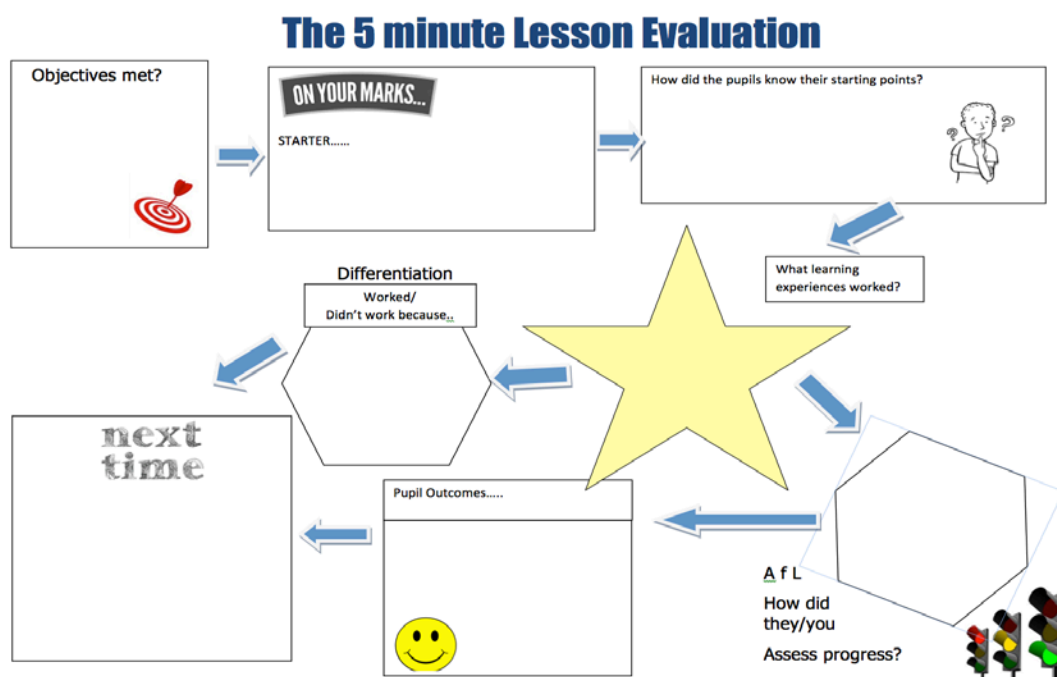 The 5 minute Lesson Evaluation
Objectives met?
ON YOUR MARKS...
STARTER......
How did the pupils know their starting points?
? ?
What learning
experiences worked?
Differentiation
Worked/
Didn't work because..
next
time
Pupil Outcomes.....
A f L
How did
they/you
Assess progress?